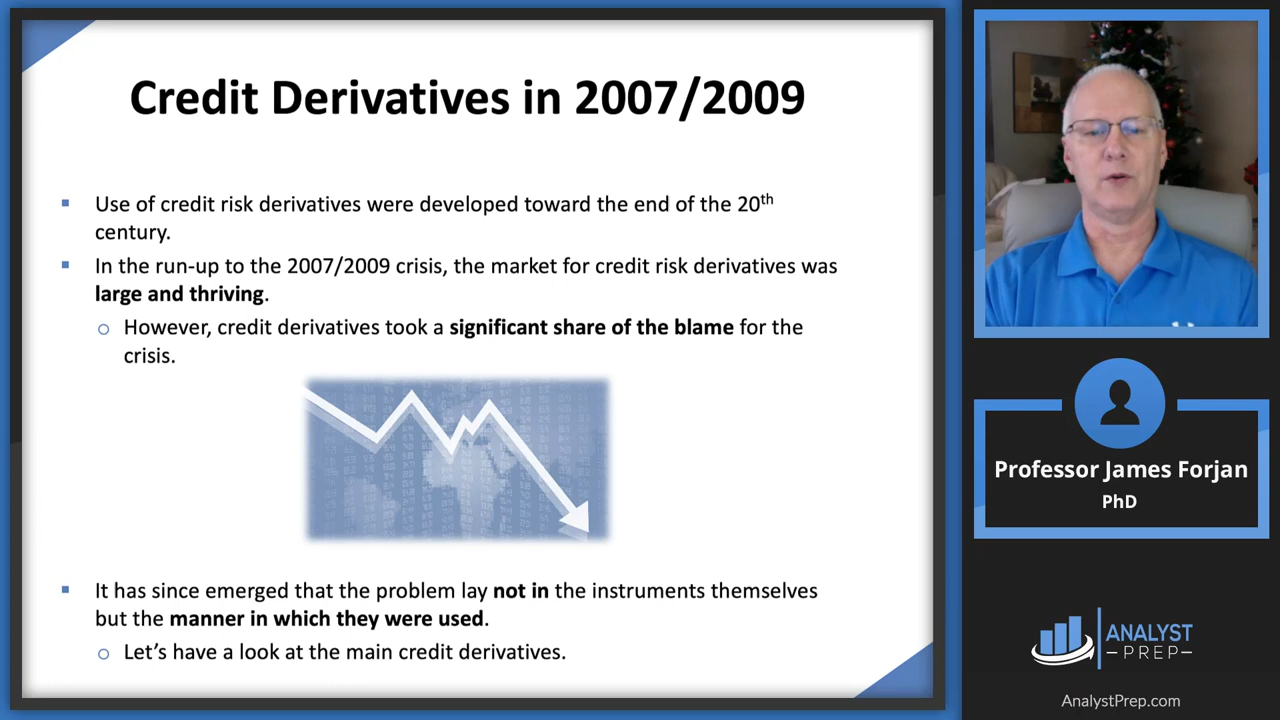 Credit Derivatives in 2007/2009
Use of credit risk derivatives were developed toward the end of the 20th
century.
In the run-up to the 2007/2009 crisis, the market for credit risk derivatives was
large and thriving.
However, credit derivatives took a significant share of the blame for the
crisis.
It has since emerged that the problem lay not in the instruments themselves
but the manner in which they were used.
Let’s have a look at the main credit derivatives.
Professor James Forjan
PhD
ANALYST
–PREP–
AnalystPrep.com